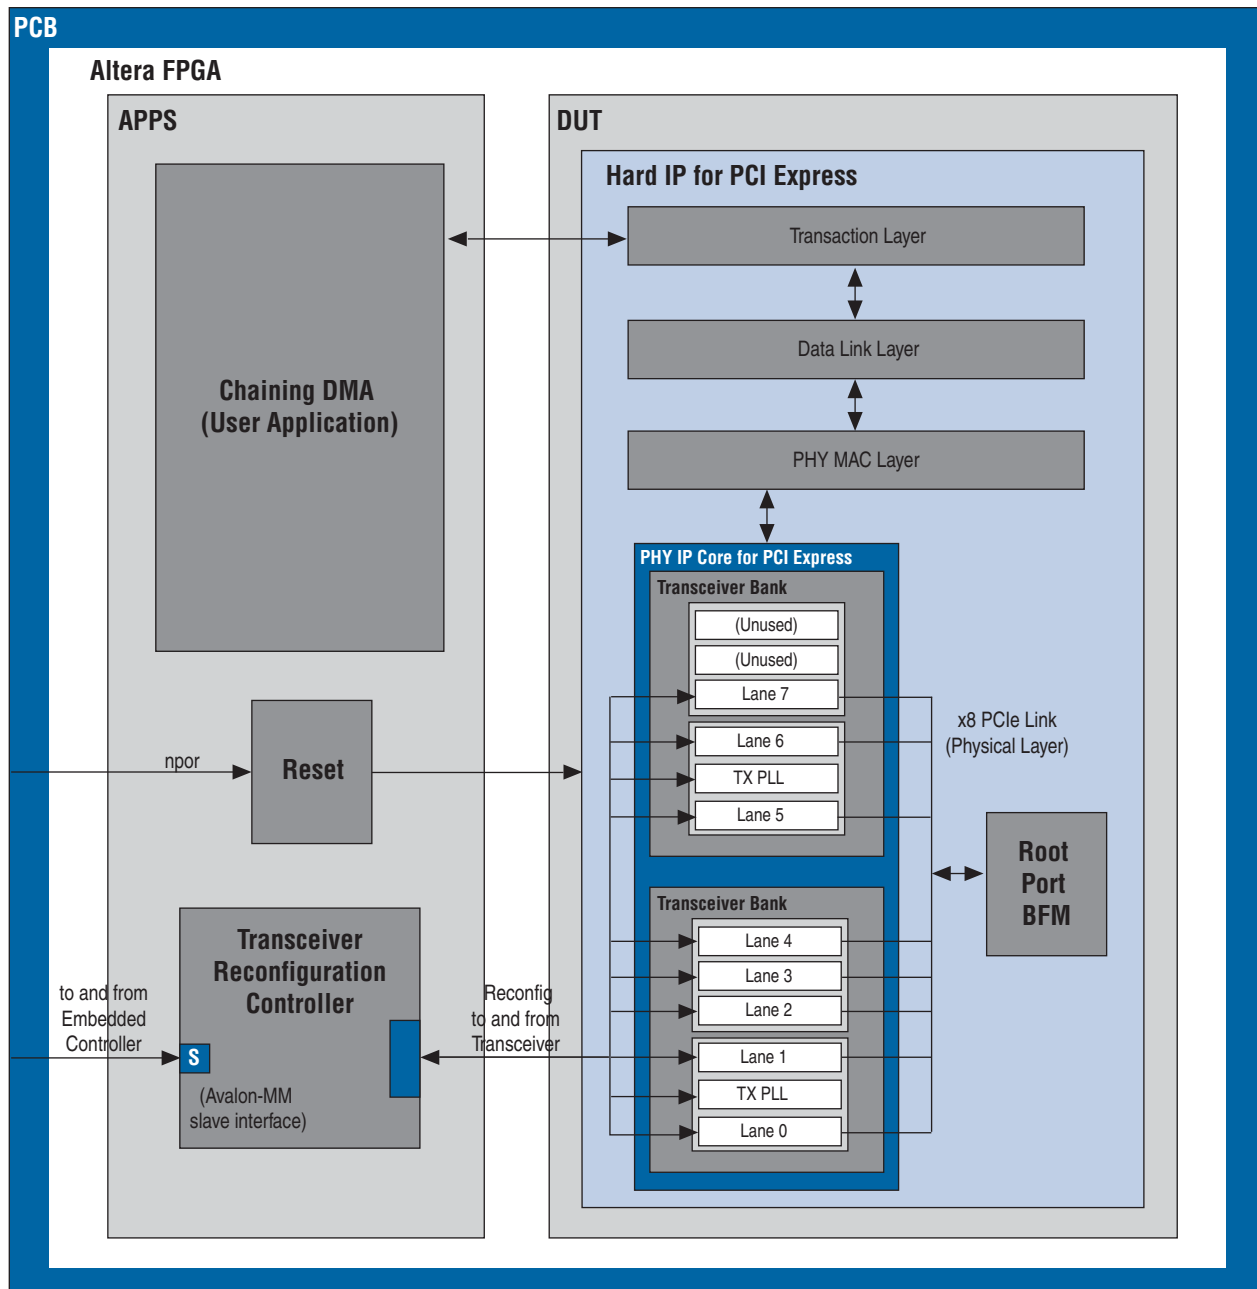 PCB
Altera FPGA
APPS
Chaining DMA
(User Application)
npor
Reset
Transceiver
Reconfiguration
Controller
to and from
Embedded
Controller
S
(Avalon-MM
slave interface)
Reconfig
to and from
Transceiver
DUT
Hard IP for PCI Express
Transaction Layer
Data Link Layer
PHY MAC Layer
PHY IP Core for PCI Express
Transceiver Bank
(Unused)
(Unused)
Lane 7
Lane 6
TX PLL
Lane 5
Transceiver Bank
Lane 4
Lane 3
Lane 2
Lane 1
TX PLL
Lane 0
x8 PCIe Link
(Physical Layer)
Root
Port
BFM